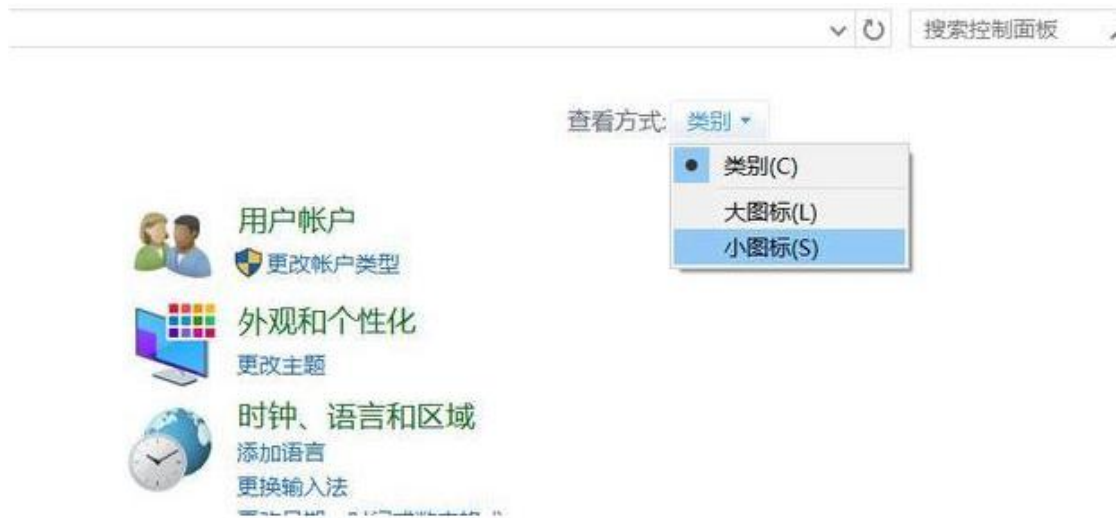 搜索控制面板
查看方式: 类别
类别(C)
大图标(L)
小图标(S)
用户帐户
更改帐户类型
外观和个性化
更改主题
时钟、语言和区域
添加语言
更换输入法